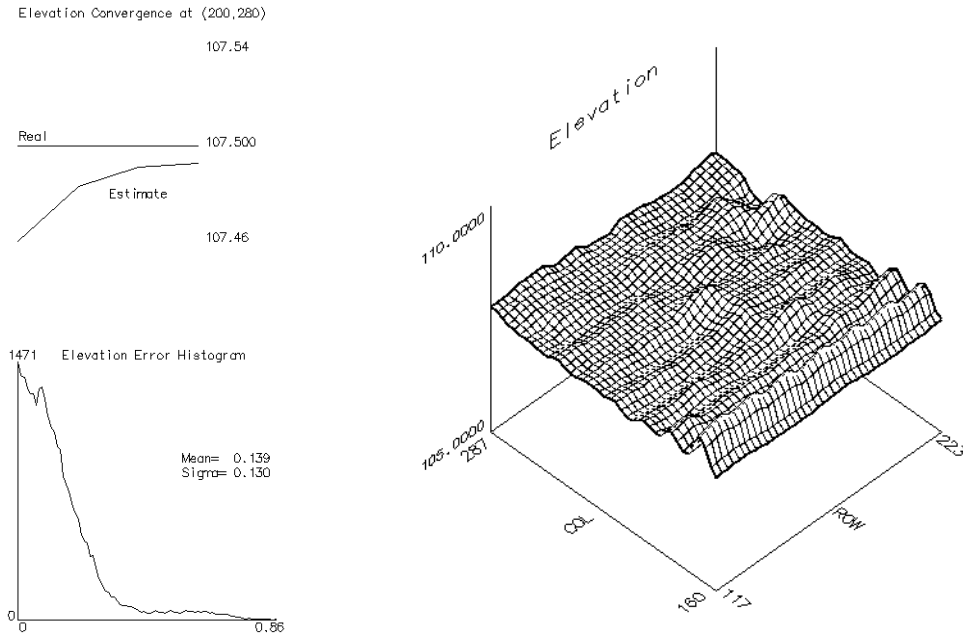 Elevation Convergence at (200,280)
107.54
Real
107.500
Estimate
107.46
1471 Elevation Error Histogram
Mean= 0.139
Sigma= 0.130
0
0 0.86
Elevation
110.0000
105.0000
287
COL
160
117
ROW
223